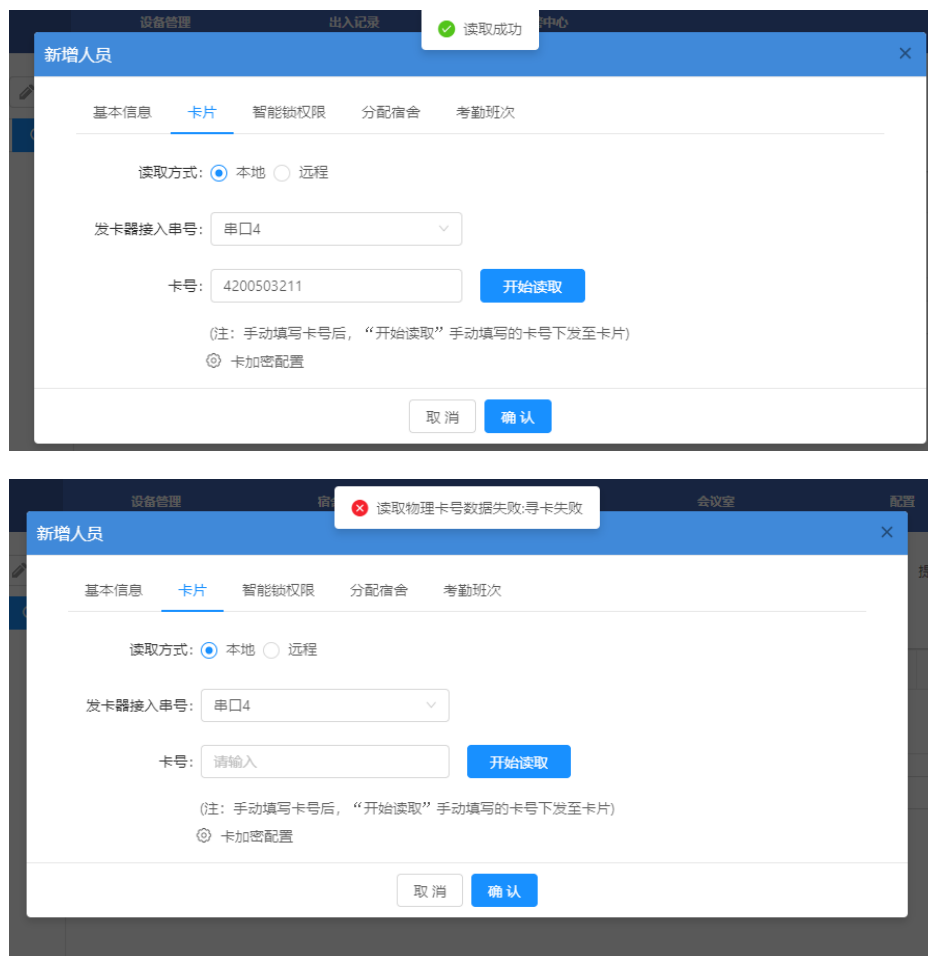 设备管理 出入记录 中心
读取成功
新增人员
基本信息 卡片 智能锁权限 分配宿舍 考勤班次
读取方式: 本地 远程
发卡器接入串号: 串口4
卡号: 4200503211 开始读取
(注: 手动填写卡号后, “开始读取” 手动填写的卡号下发至卡片)
卡加密配置
取消 确认
设备管理 宿 会议室 配置
读取物理卡号数据失败:寻卡失败
新增人员
基本信息 卡片 智能锁权限 分配宿舍 考勤班次
读取方式: 本地 远程
发卡器接入串号: 串口4
卡号: 请输入 开始读取
(注: 手动填写卡号后, “开始读取” 手动填写的卡号下发至卡片)
卡加密配置
取消 确认